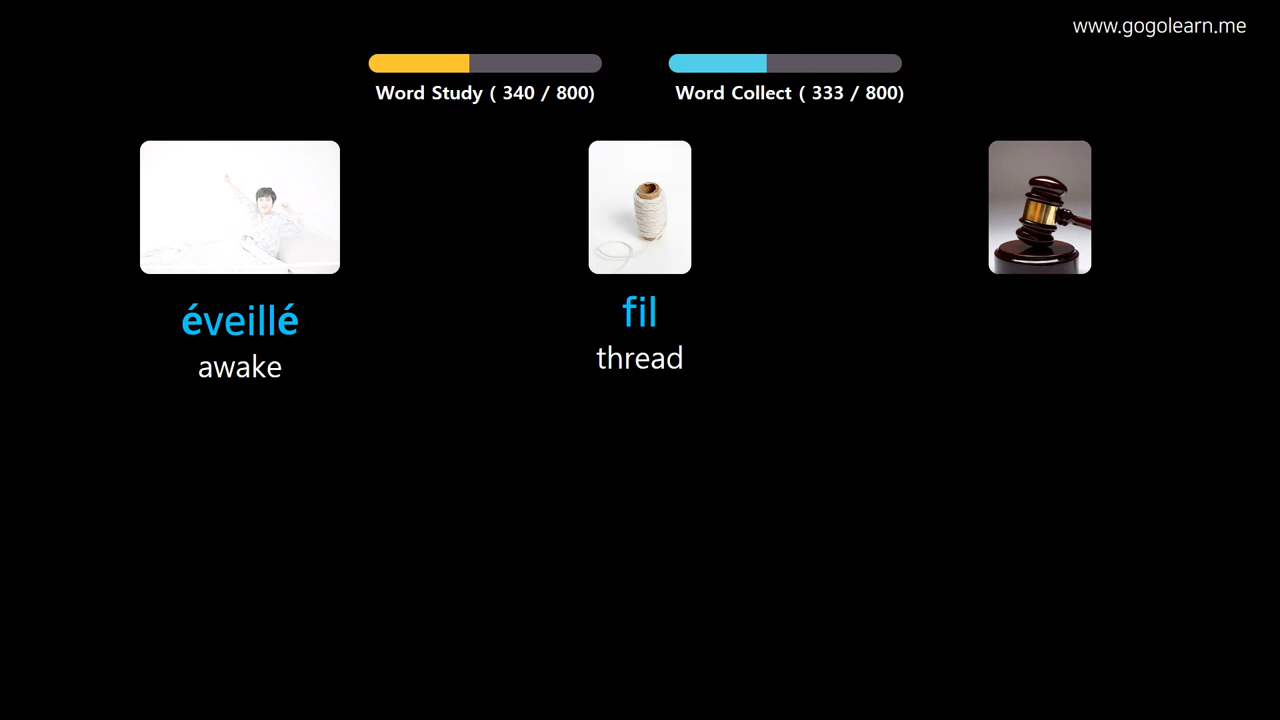 www.gogolearn.me
Word Study ( 340 / 800)
Word Collect ( 333 / 800)
éveillé
awake
fil
thread